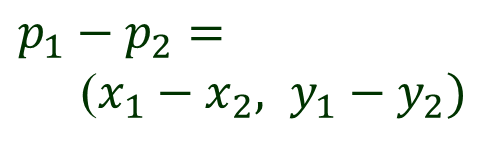 p₁ − p₂ =
(x₁ − x₂, y₁ − y₂)